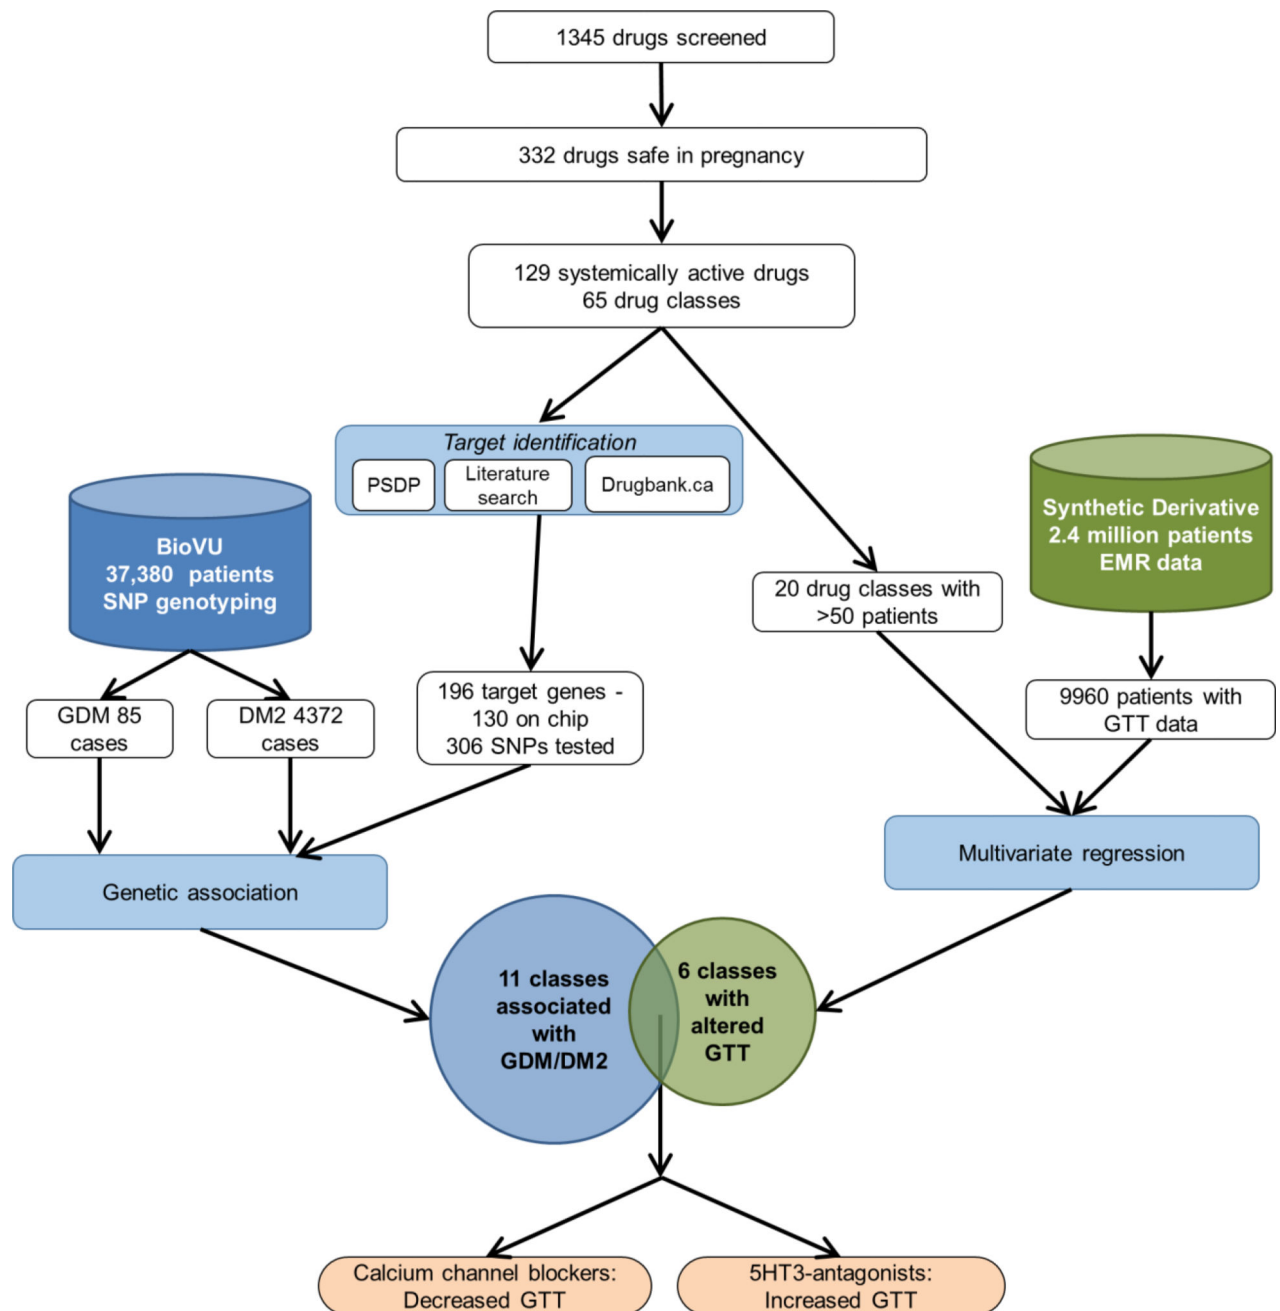 1345 drugs screened
332 drugs safe in pregnancy
129 systemically active drugs
65 drug classes
Target identification
PSDP
Literature
search
Drugbank.ca
BioVU
37,380 patients
SNP genotyping
Synthetic Derivative
2.4 million patients
EMR data
20 drug classes with
>50 patients
GDM 85
cases
DM2 4372
cases
196 target genes -
130 on chip
306 SNPs tested
9960 patients with
GTT data
Genetic association
Multivariate regression
11 classes
associated
with
GDM/DM2
6 classes
with
altered
GTT
Calcium channel blockers:
Decreased GTT
5HT3-antagonists:
Increased GTT